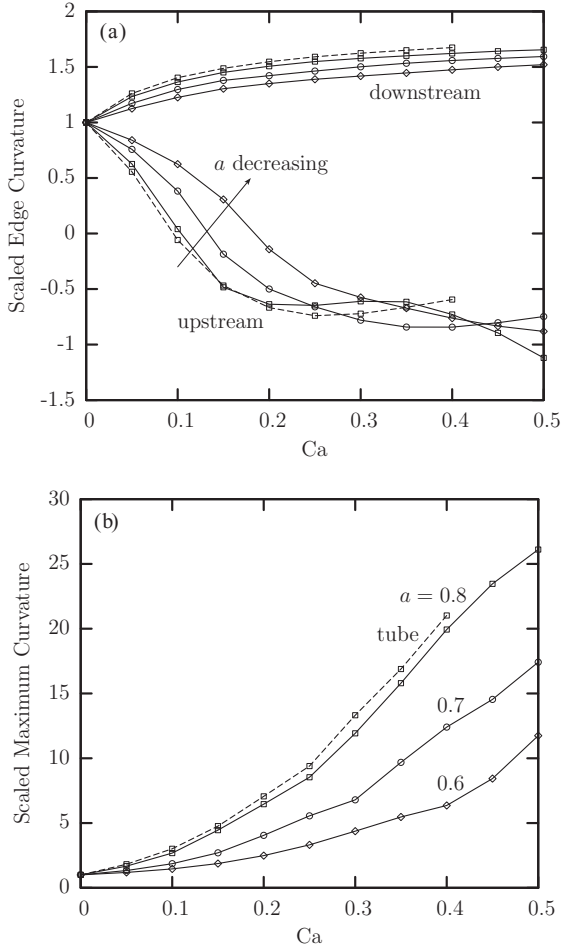 (a)
2
1.5
1
0.5
0
-0.5
-1
-1.5
Scaled Edge Curvature
downstream
a decreasing
upstream
0 0.1 0.2 0.3 0.4 0.5
Ca
(b)
30
25
20
15
10
5
0
Scaled Maximum Curvature
a = 0.8
tube
0.7
0.6
0 0.1 0.2 0.3 0.4 0.5
Ca